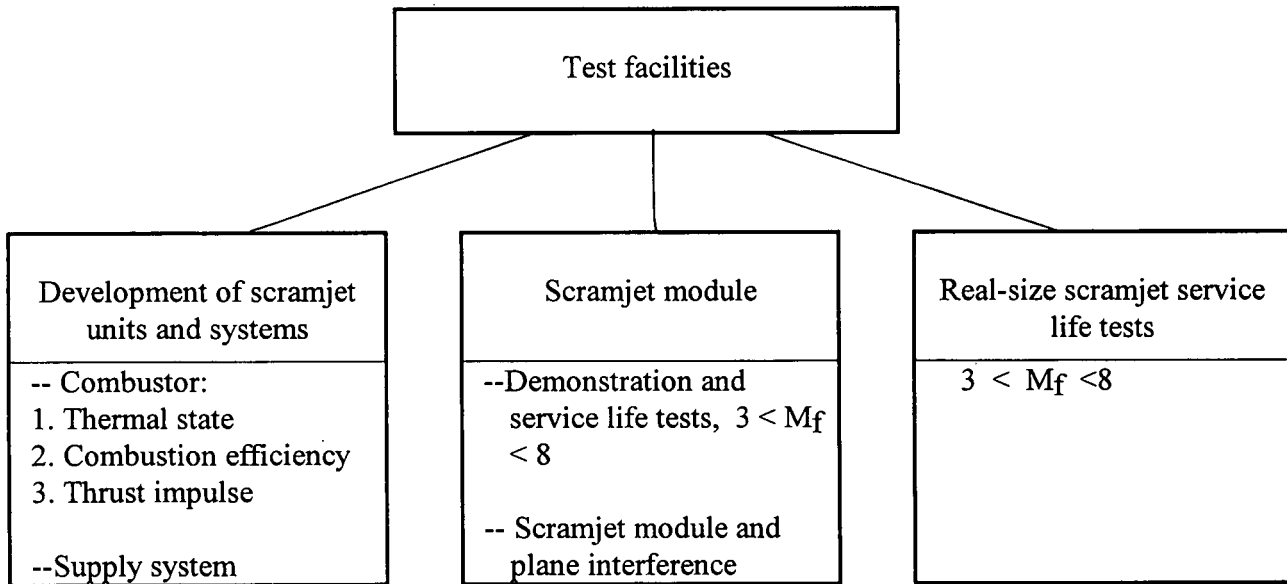 Test facilities
Development of scramjet
units and systems
-- Combustor:
1. Thermal state
2. Combustion efficiency
3. Thrust impulse
--Supply system
Scramjet module
--Demonstration and
service life tests, 3 < Mf
< 8
-- Scramjet module and
plane interference
Real-size scramjet service
life tests
3 < Mf <8